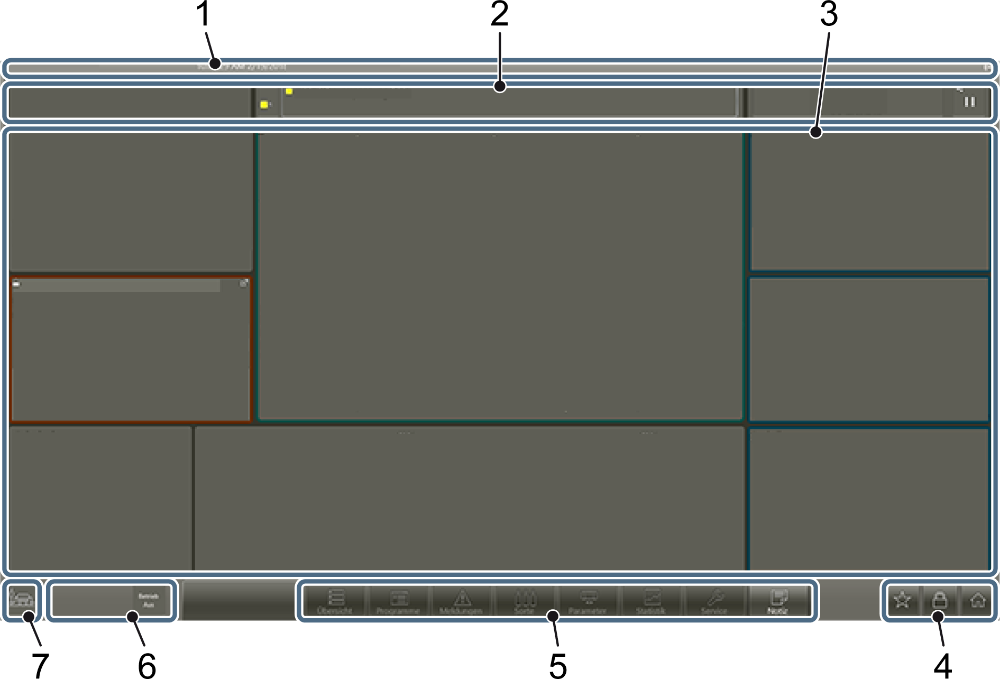 1 2 3
Betrieb
Aus
Übersicht Programme Meldungen Sorte Parameter Statistik Service Notiz
7 6 5 4